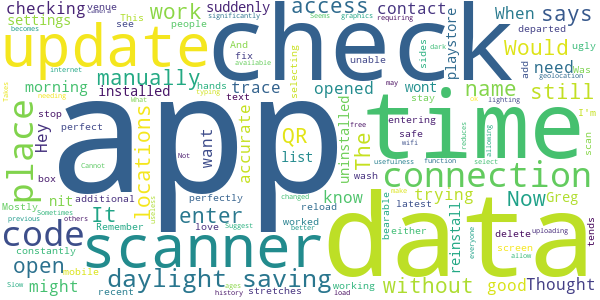 checking venue suddenly access contact When says departed
becomes camera This people see Seems graphics requiring unable
settings work sides playstore available ugly
update check Would need add Was
internet manually
morning installed trace opened wont name still
place app time
Hey stop perfect hands typing text fix selecting stay entering safe
Not want QR list uninstalled accurate The
locations connection
box additional nit perfectly know trying Now Greg
It enter reload wash usefulness function reduces allowing select
code scanner data
Remember love worked better changed Suggest either bearable latest reinstall delete
previous others Sometimes useless
constantly screen tends uploading
open daylight saving without good Thought
might mobile recent stretches working
Slow ages history load
I'm scan geolocation lighting dark wifi free may everyone allow make
And significantly What Cannot Mostly Takes needing